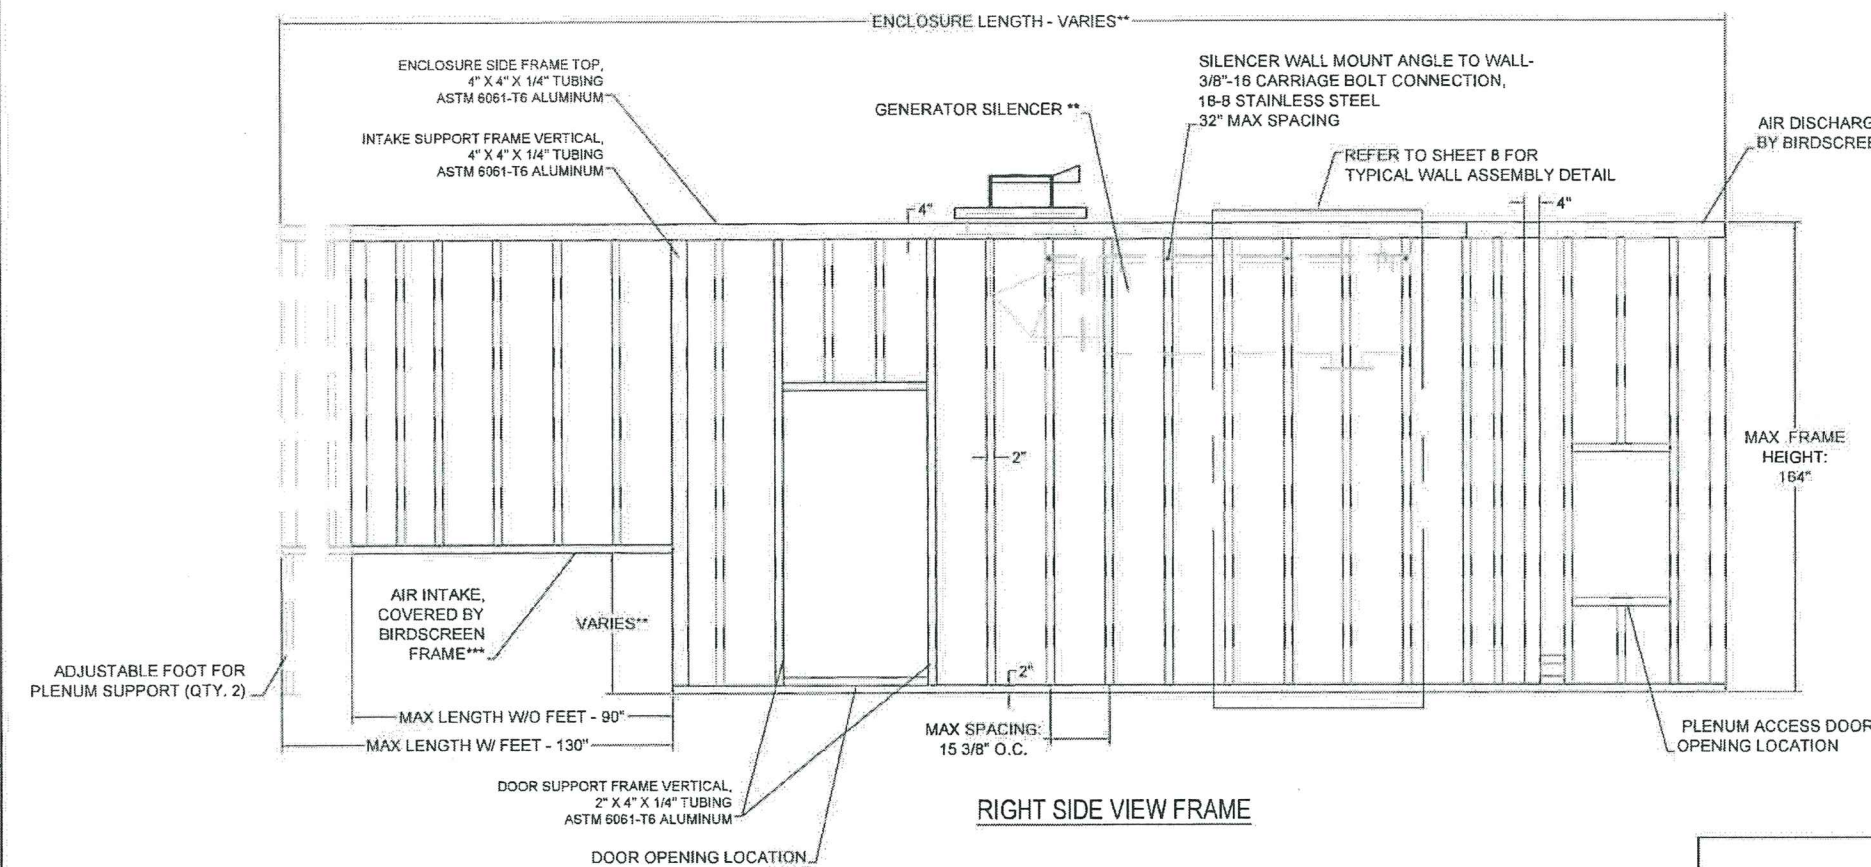 ENCLOSURE LENGTH - VARIES**
ENCLOSURE SIDE FRAME TOP,
4" X 4" X 1/4" TUBING
ASTM 6061-T6 ALUMINUM
INTAKE SUPPORT FRAME VERTICAL,
4" X 4" X 1/4" TUBING
ASTM 6061-T6 ALUMINUM
GENERATOR SILENCER **
SILENCER WALL MOUNT ANGLE TO WALL-
3/8"-16 CARRIAGE BOLT CONNECTION,
18-8 STAINLESS STEEL
32" MAX SPACING
REFER TO SHEET 8 FOR
TYPICAL WALL ASSEMBLY DETAIL
AIR DISCHARG
BY BIRDSCREE
4"
4"
2"
MAX FRAME
HEIGHT:
164"
AIR INTAKE,
COVERED BY
BIRDSCREEN
FRAME***
VARIES**
ADJUSTABLE FOOT FOR
PLENUM SUPPORT (QTY. 2)
2"
MAX LENGTH W/O FEET - 90"
MAX LENGTH W/ FEET - 130"
MAX SPACING:
15 3/8" O.C.
PLENUM ACCESS DOOR
OPENING LOCATION
DOOR SUPPORT FRAME VERTICAL,
2" X 4" X 1/4" TUBING
ASTM 6061-T6 ALUMINUM
RIGHT SIDE VIEW FRAME
DOOR OPENING LOCATION